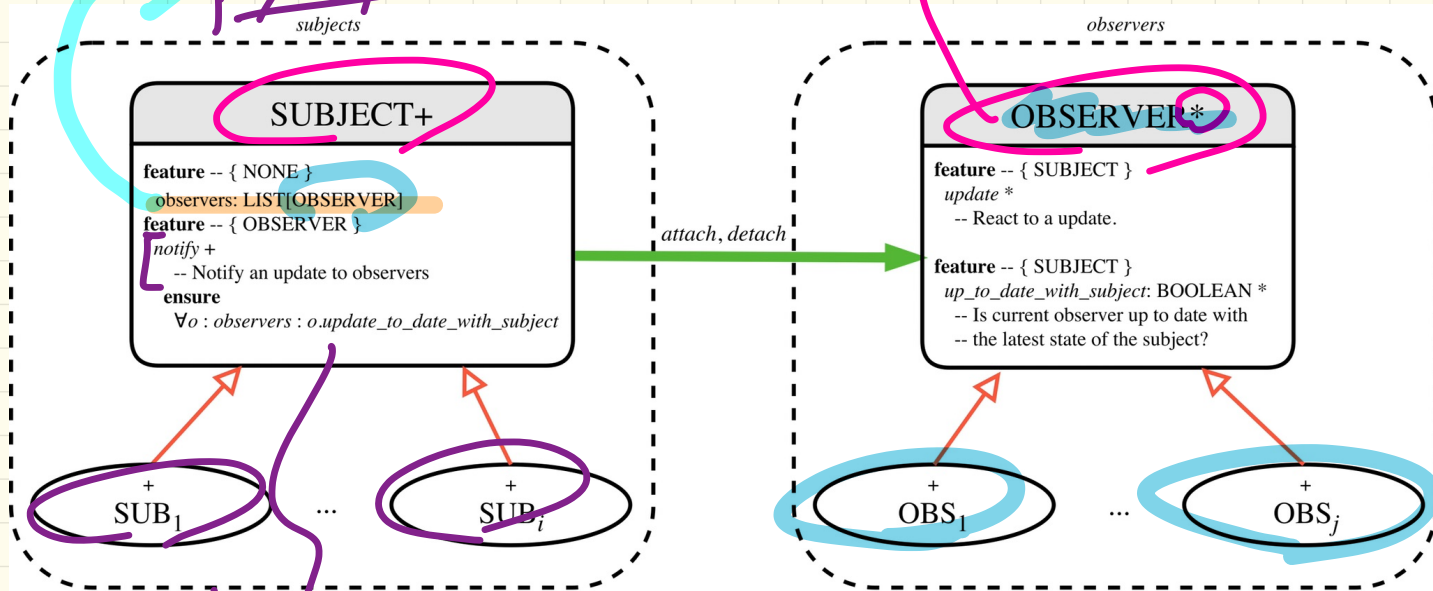 subjects
SUBJECT+
feature -- { NONE }
observers: LIST[OBSERVER]
feature -- { OBSERVER }
notify +
-- Notify an update to observers
ensure
∀o : observers : o.update_to_date_with_subject
SUB1
+
...
SUBi
+
attach, detach
observers
OBSERVER*
feature -- { SUBJECT }
update *
-- React to a update.
feature -- { SUBJECT }
up_to_date_with_subject: BOOLEAN *
-- Is current observer up to date with
-- the latest state of the subject?
+
OBS1
...
+
OBSj